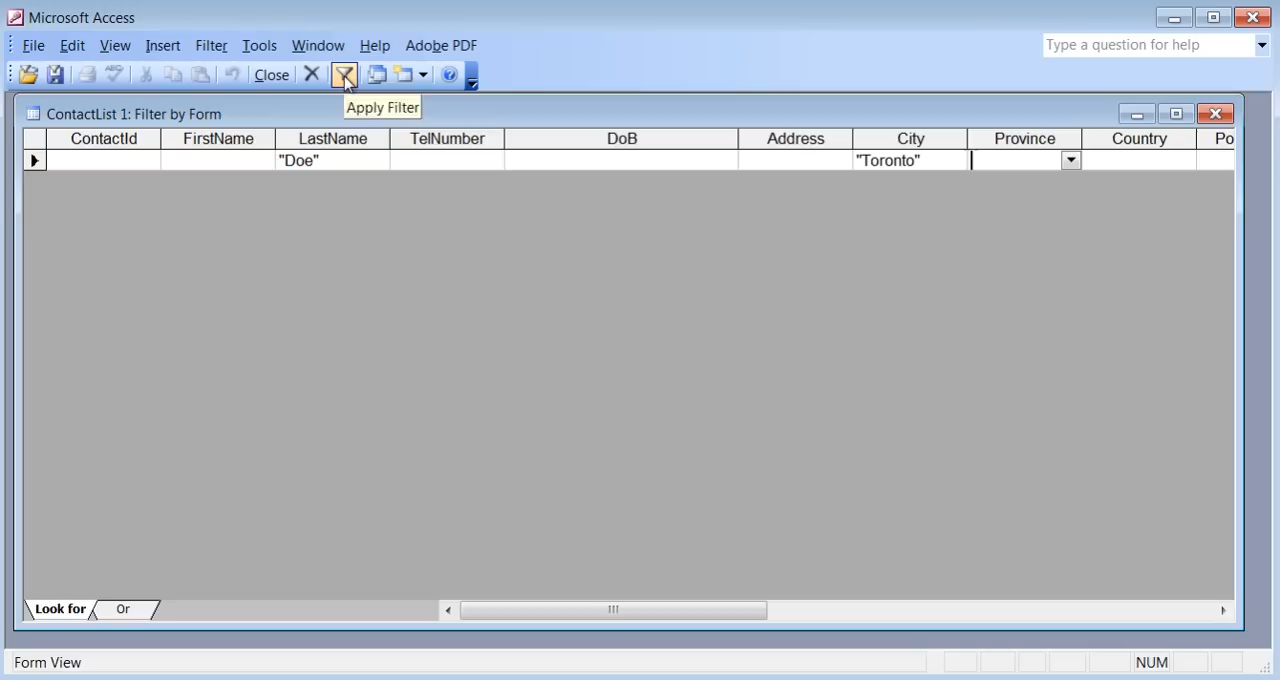 Microsoft Access
File Edit View Insert Filter Tools Window Help Adobe PDF Type a question for help
Close
Apply Filter
ContactList 1: Filter by Form
ContactId FirstName LastName TelNumber DoB Address City Province Country Po
"Doe" "Toronto"
Look for Or
Form View NUM